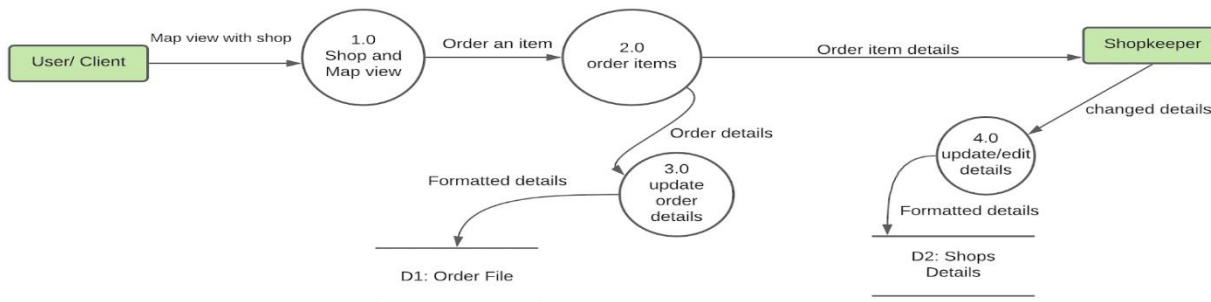 User/ Client
Map view with shop
1.0
Shop and
Map view
Order an item
2.0
order items
Order item details
Shopkeeper
changed details
4.0
update/edit
details
Formatted details
D2: Shops
Details
Order details
3.0
update
order
details
Formatted details
D1: Order File